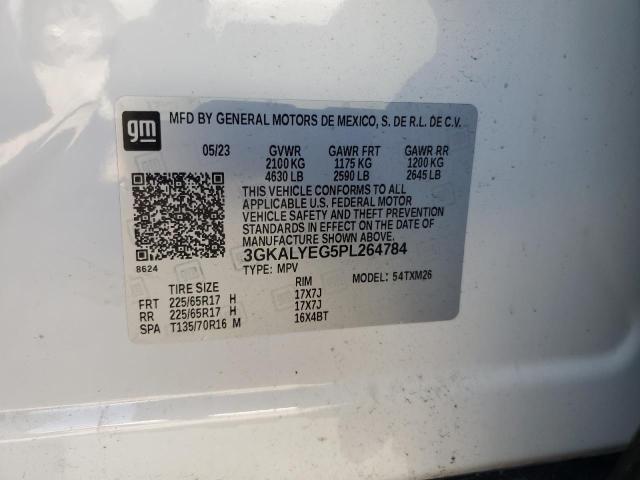 gm MFD BY GENERAL MOTORS DE MEXICO, S. DE R.L. DE C.V.
05/23 GVWR GAWR FRT GAWR RR
2100 KG 1175 KG 1200 KG
4630 LB 2590 LB 2645 LB
THIS VEHICLE CONFORMS TO ALL
APPLICABLE U.S. FEDERAL MOTOR
VEHICLE SAFETY AND THEFT PREVENTION
STANDARDS IN EFFECT ON THE DATE OF
MANUFACTURE SHOWN ABOVE.
3GKALYEG5PL264784
8624 TYPE: MPV MODEL: 54TXM26
TIRE SIZE RIM
FRT 225/65R17 H 17X7J
RR 225/65R17 H 17X7J
SPA T135/70R16 M 16X4BT